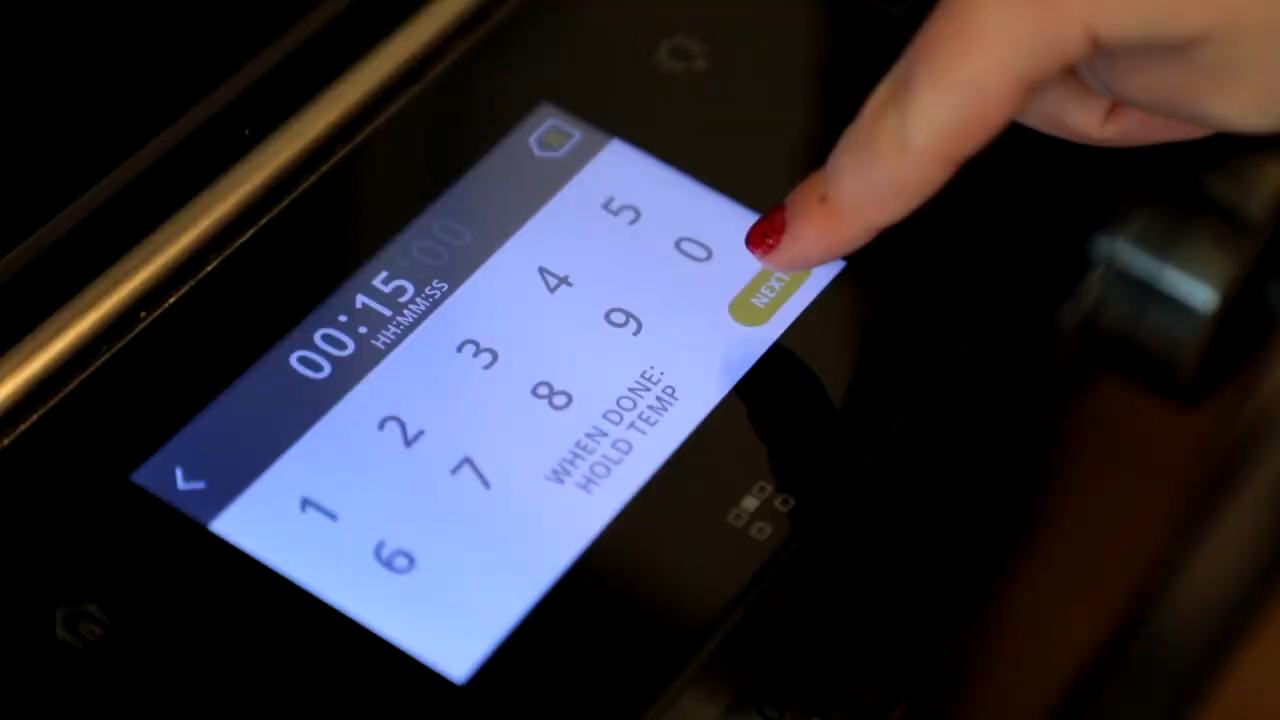 00:15:00
HH:MM:SS
1 2 3 4 5
6 7 8 9 0
WHEN DONE:
HOLD TEMP
NEXT